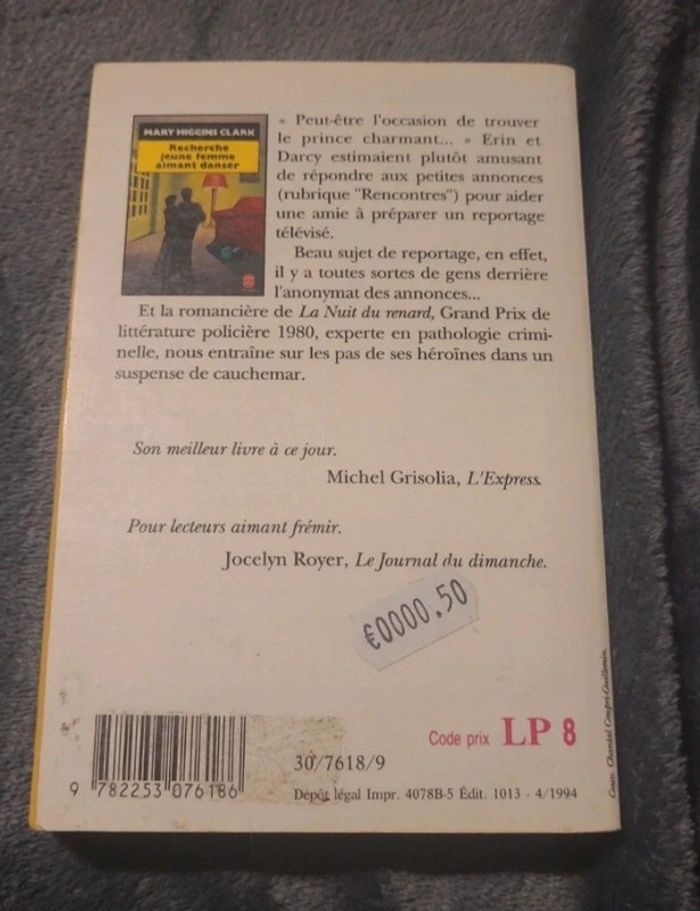 MARY HIGGINS CLARK
Recherche
jeune femme
aimant danser
« Peut-être l'occasion de trouver
le prince charmant... » Erin et
Darcy estimaient plutôt amusant
de répondre aux petites annonces
(rubrique "Rencontres") pour aider
une amie à préparer un reportage
télévisé.
Beau sujet de reportage, en effet,
il y a toutes sortes de gens derrière
l'anonymat des annonces...
Et la romancière de La Nuit du renard, Grand Prix de
littérature policière 1980, experte en pathologie crimi-
nelle, nous entraîne sur les pas de ses héroïnes dans un
suspense de cauchemar.
Son meilleur livre à ce jour.
Michel Grisolia, L'Express.
Pour lecteurs aimant frémir.
Jocelyn Royer, Le Journal du dimanche.
€0000.50
Code prix LP 8
30/7618/9
9 782253 076186
Dépôt légal Impr. 4078B-5 Édit. 1013 - 4/1994
Couv. Chantal